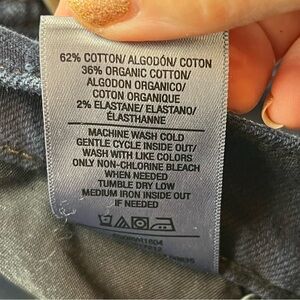 62% COTTON/ ALGODÓN/ COTON
36% ORGANIC COTTON/
ALGODON ORGANICO/
COTON ORGANIQUE
2% ELASTANE/ ELASTANO/
ÉLASTHANNE
MACHINE WASH COLD
GENTLE CYCLE INSIDE OUT/
WASH WITH LIKE COLORS
ONLY NON-CHLORINE BLEACH
WHEN NEEDED
TUMBLE DRY LOW
MEDIUM IRON INSIDE OUT
IF NEEDED